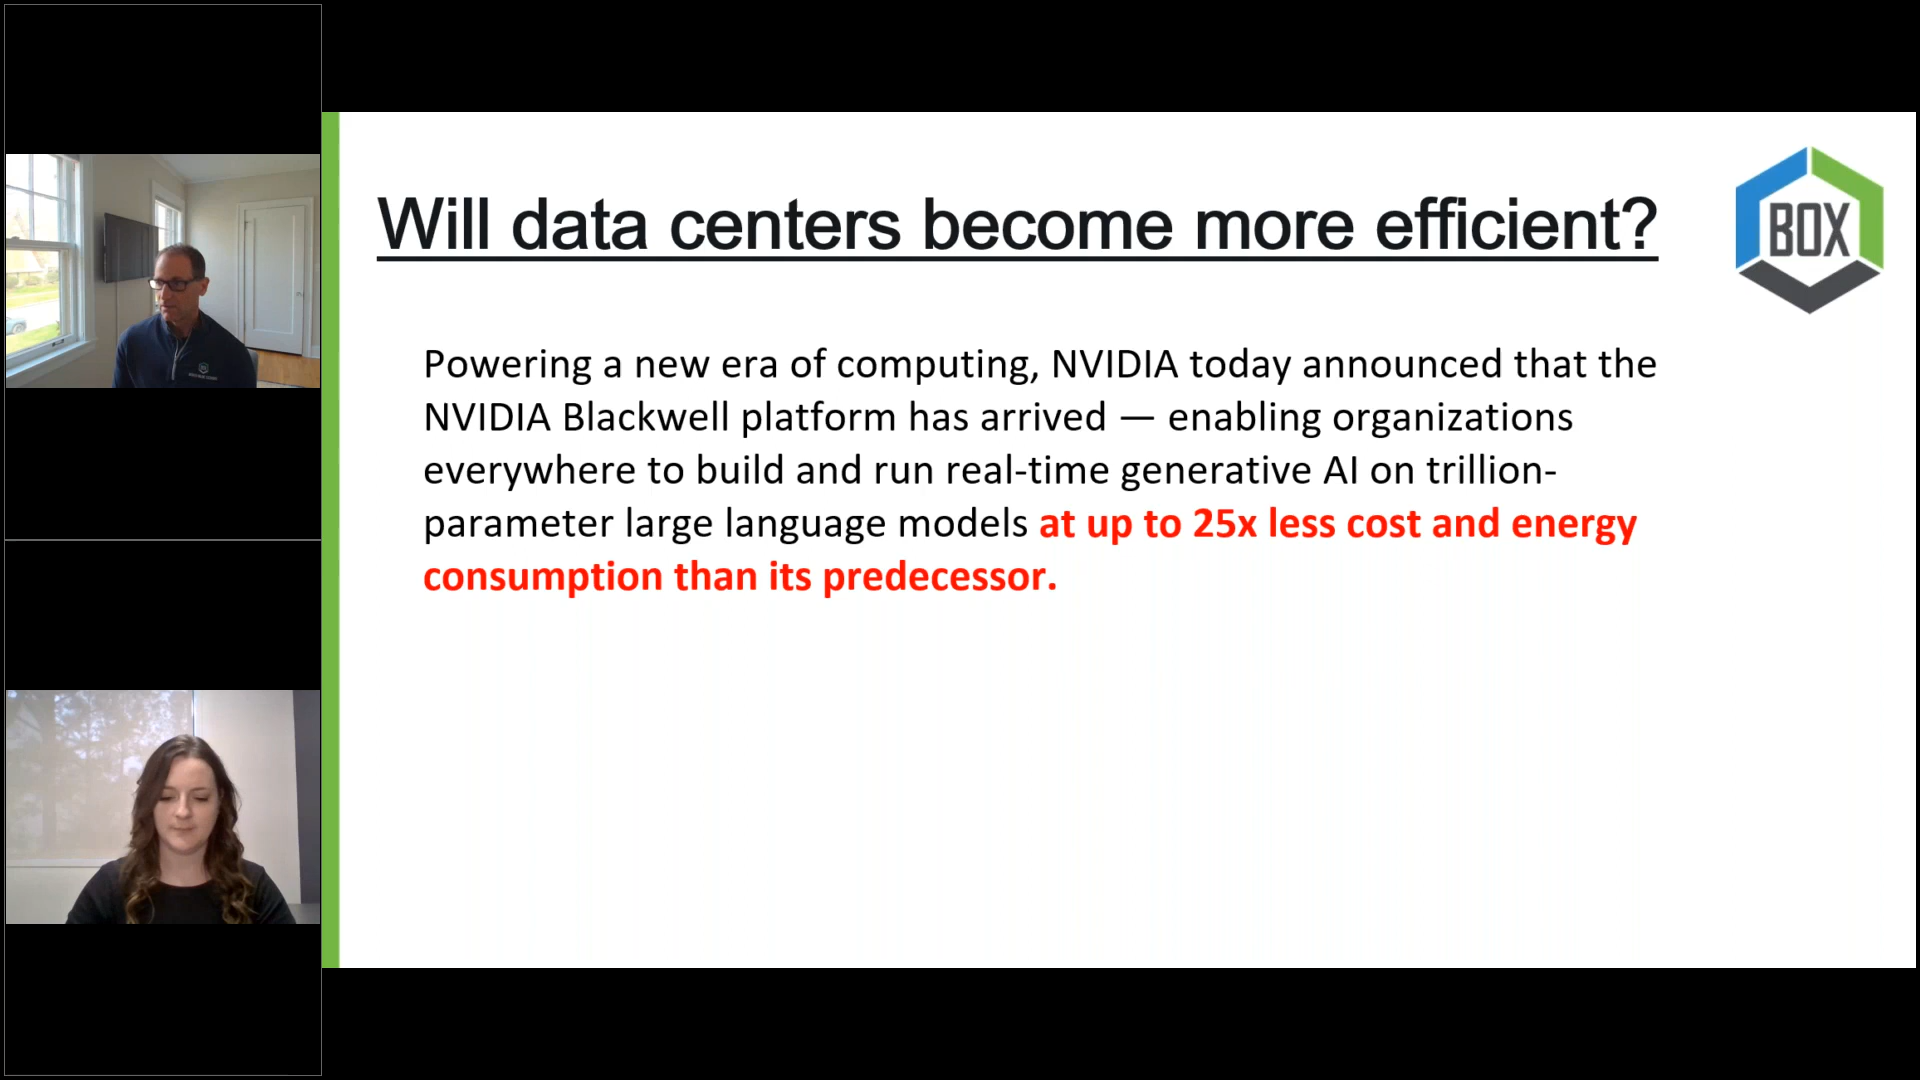 Will data centers become more efficient?
BOX
Powering a new era of computing, NVIDIA today announced that the
NVIDIA Blackwell platform has arrived — enabling organizations
everywhere to build and run real-time generative AI on trillion-
parameter large language models at up to 25x less cost and energy
consumption than its predecessor.